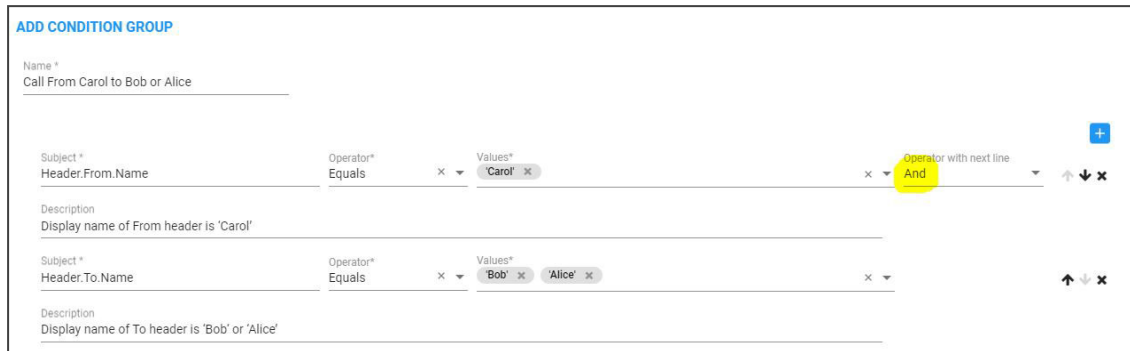 ADD CONDITION GROUP
Name *
Call From Carol to Bob or Alice
Subject * Operator* Values* Operator with next line
Header.From.Name Equals 'Carol' And
Description
Display name of From header is ‘Carol’
Subject * Operator* Values*
Header.To.Name Equals 'Bob' 'Alice'
Description
Display name of To header is ‘Bob’ or ‘Alice’